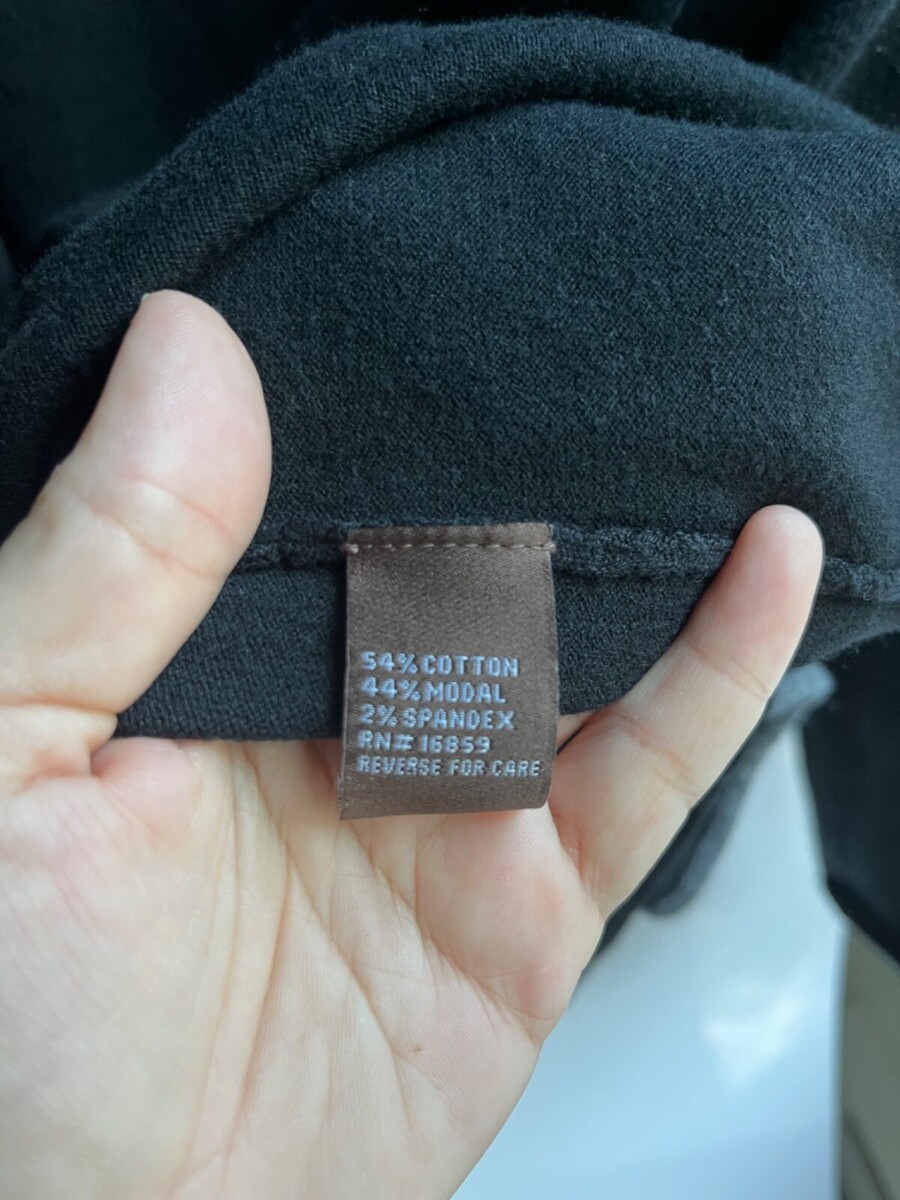 54% COTTON
44% MODAL
2% SPANDEX
RN# 16859
REVERSE FOR CARE